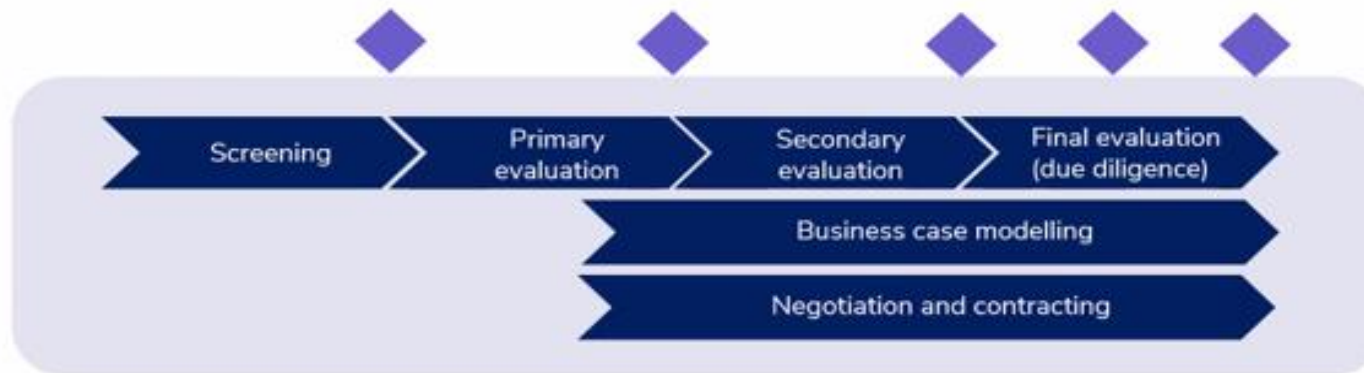 Screening
Primary
evaluation
Secondary
evaluation
Final evaluation
(due diligence)
Business case modelling
Negotiation and contracting